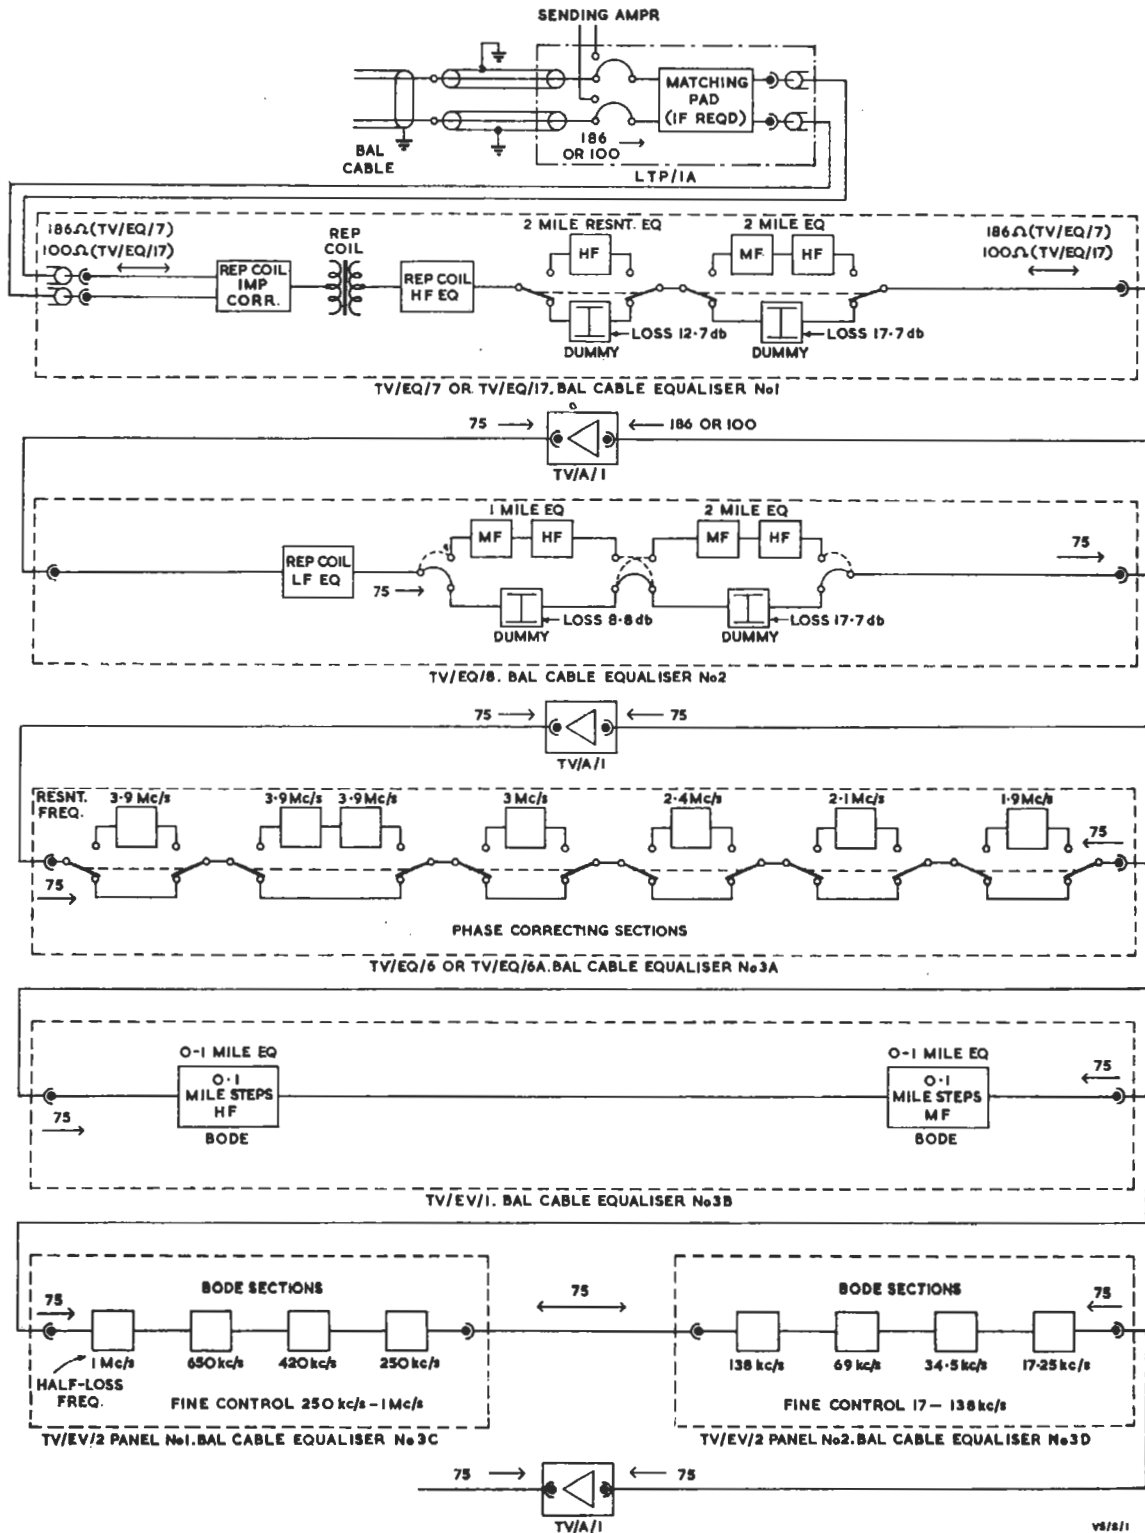 SENDING AMPR
MATCHING
PAD
(IF REQD)
186
OR 100
BAL
CABLE
LTP/1A
186Ω(TV/EQ/7)
100Ω(TV/EQ/17)
REP
COIL
2 MILE RESNT. EQ
2 MILE EQ
186Ω(TV/EQ/7)
100Ω(TV/EQ/17)
HF
MF
HF
REP COIL
IMP
CORR.
REP COIL
HF EQ
LOSS 12·7 db
LOSS 17·7 db
DUMMY
DUMMY
TV/EQ/7 OR TV/EQ/17. BAL CABLE EQUALISER No1
75
186 OR 100
TV/A/1
1 MILE EQ
2 MILE EQ
MF
HF
MF
HF
75
REP COIL
LF EQ
75
LOSS 8·8 db
LOSS 17·7 db
DUMMY
DUMMY
TV/EQ/8. BAL CABLE EQUALISER No2
75
75
TV/A/1
RESNT.
FREQ.
3·9 Mc/s
3·9 Mc/s
3·9 Mc/s
3 Mc/s
2·4 Mc/s
2·1 Mc/s
1·9 Mc/s
75
75
PHASE CORRECTING SECTIONS
TV/EQ/6 OR TV/EQ/6A. BAL CABLE EQUALISER No3A
0-1 MILE EQ
0-1 MILE EQ
0·1
MILE STEPS
HF
0·1
MILE STEPS
MF
75
75
BODE
BODE
TV/EV/1. BAL CABLE EQUALISER No3B
BODE SECTIONS
BODE SECTIONS
75
75
75
1 Mc/s
650 kc/s
420 kc/s
250 kc/s
138 kc/s
69 kc/s
34·5 kc/s
17·25 kc/s
HALF-LOSS
FREQ.
FINE CONTROL 250 kc/s – 1 Mc/s
FINE CONTROL 17 – 138 kc/s
TV/EV/2 PANEL No1. BAL CABLE EQUALISER No3C
TV/EV/2 PANEL No2. BAL CABLE EQUALISER No3D
75
75
TV/A/1
VS/S/1